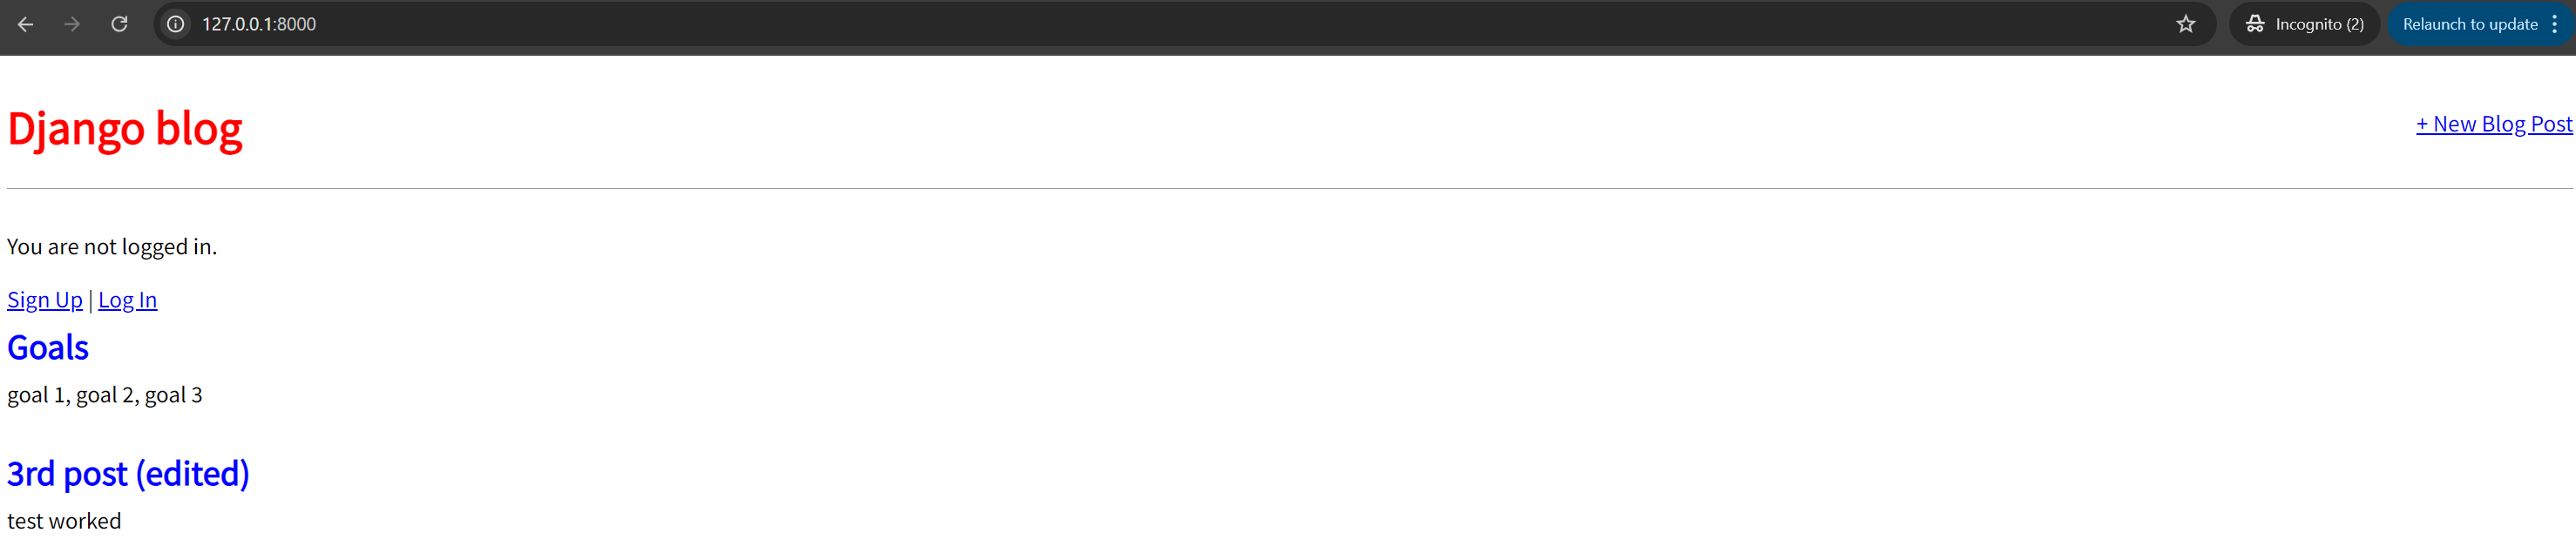 127.0.0.1:8000 Incognito (2) Relaunch to update
Django blog + New Blog Post
You are not logged in.
Sign Up | Log In
Goals
goal 1, goal 2, goal 3
3rd post (edited)
test worked